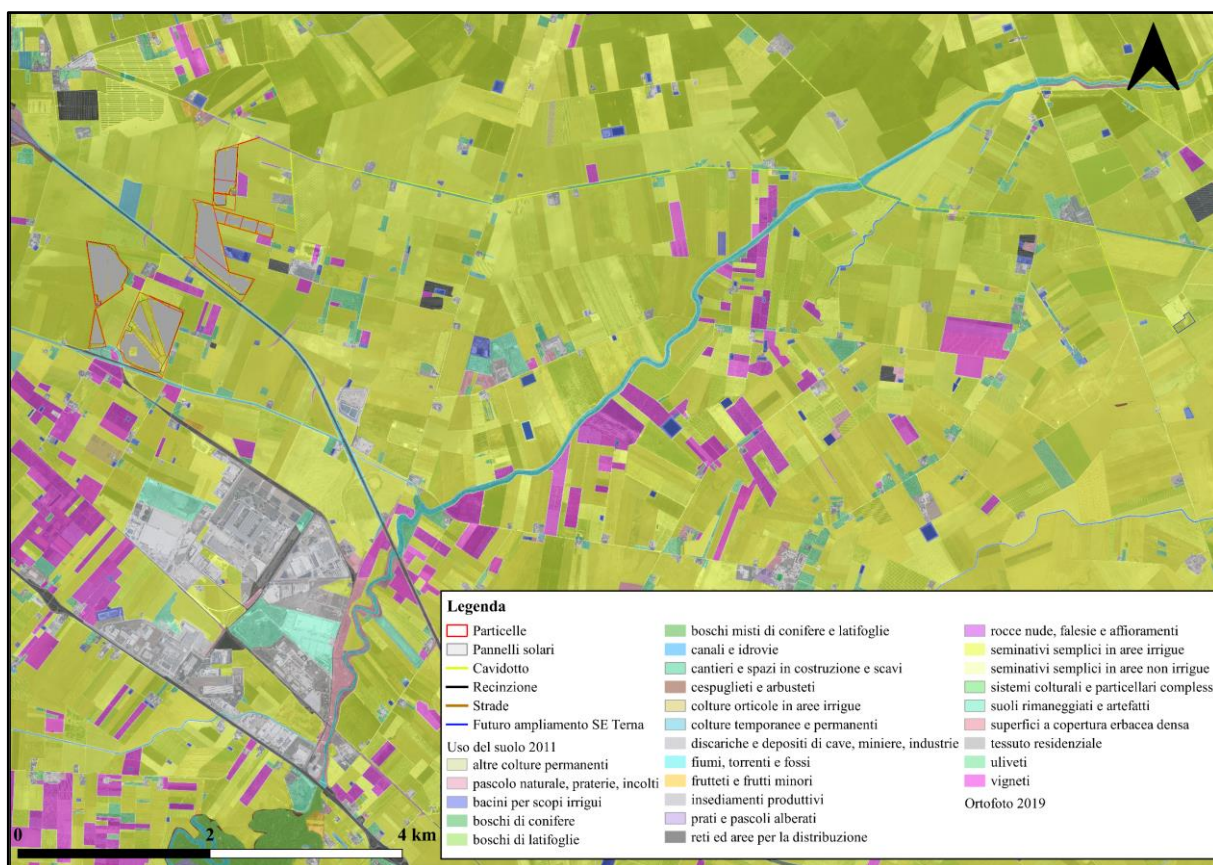 Legenda
Particelle
Pannelli solari
Cavidotto
Recinzione
Strade
Futuro ampliamento SE Terna
Uso del suolo 2011
altre colture permanenti
pascolo naturale, praterie, incolti
bacini per scopi irrigui
boschi di conifere
boschi di latifoglie
boschi misti di conifere e latifoglie
canali e idrovie
cantieri e spazi in costruzione e scavi
cespuglieti e arbusteti
colture orticole in aree irrigue
colture temporanee e permanenti
discariche e depositi di cave, miniere, industrie
fiumi, torrenti e fossi
frutteti e frutti minori
insediamenti produttivi
prati e pascoli alberati
reti ed aree per la distribuzione
rocce nude, falesie e affioramenti
seminativi semplici in aree irrigue
seminativi semplici in aree non irrigue
sistemi colturali e particellari compless
suoli rimaneggiati e artefatti
superfici a copertura erbacea densa
tessuto residenziale
uliveti
vigneti
Ortofoto 2019
0 2 4 km